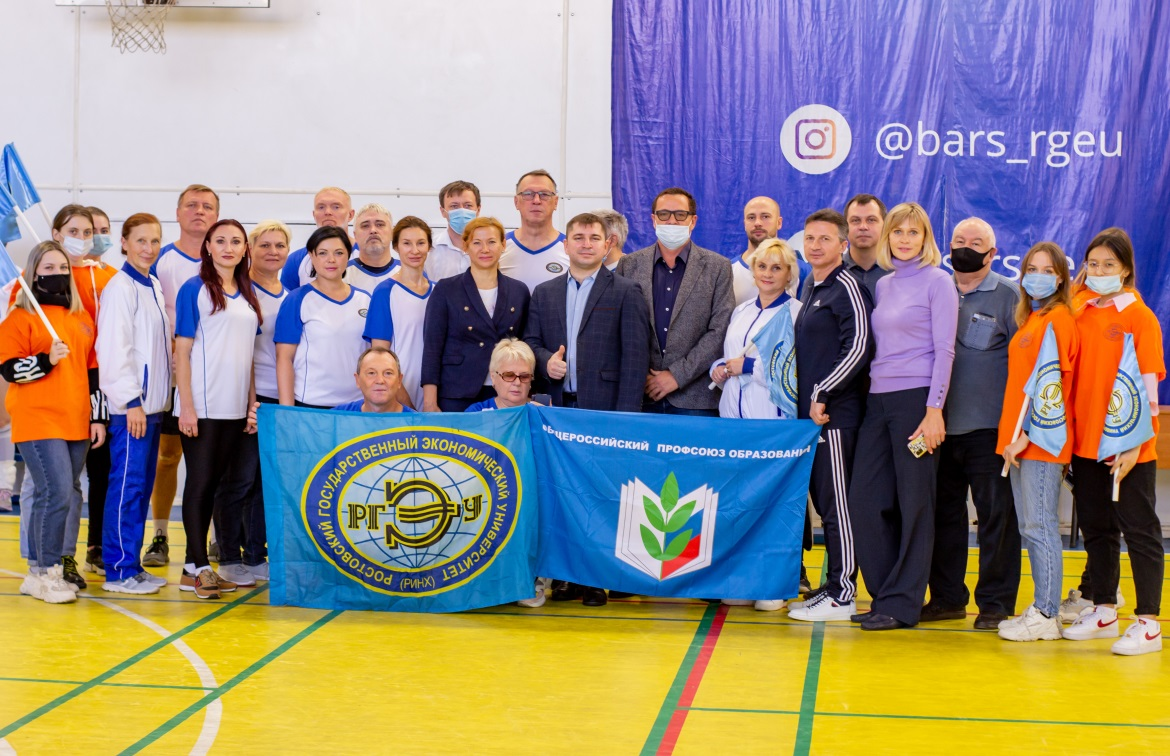 @bars_rgeu
ОБЩЕРОССИЙСКИЙ ПРОФСОЮЗ ОБРАЗОВАНИЯ
РОСТОВСКИЙ ГОСУДАРСТВЕННЫЙ ЭКОНОМИЧЕСКИЙ УНИВЕРСИТЕТ
РГЭУ
(РИНХ)